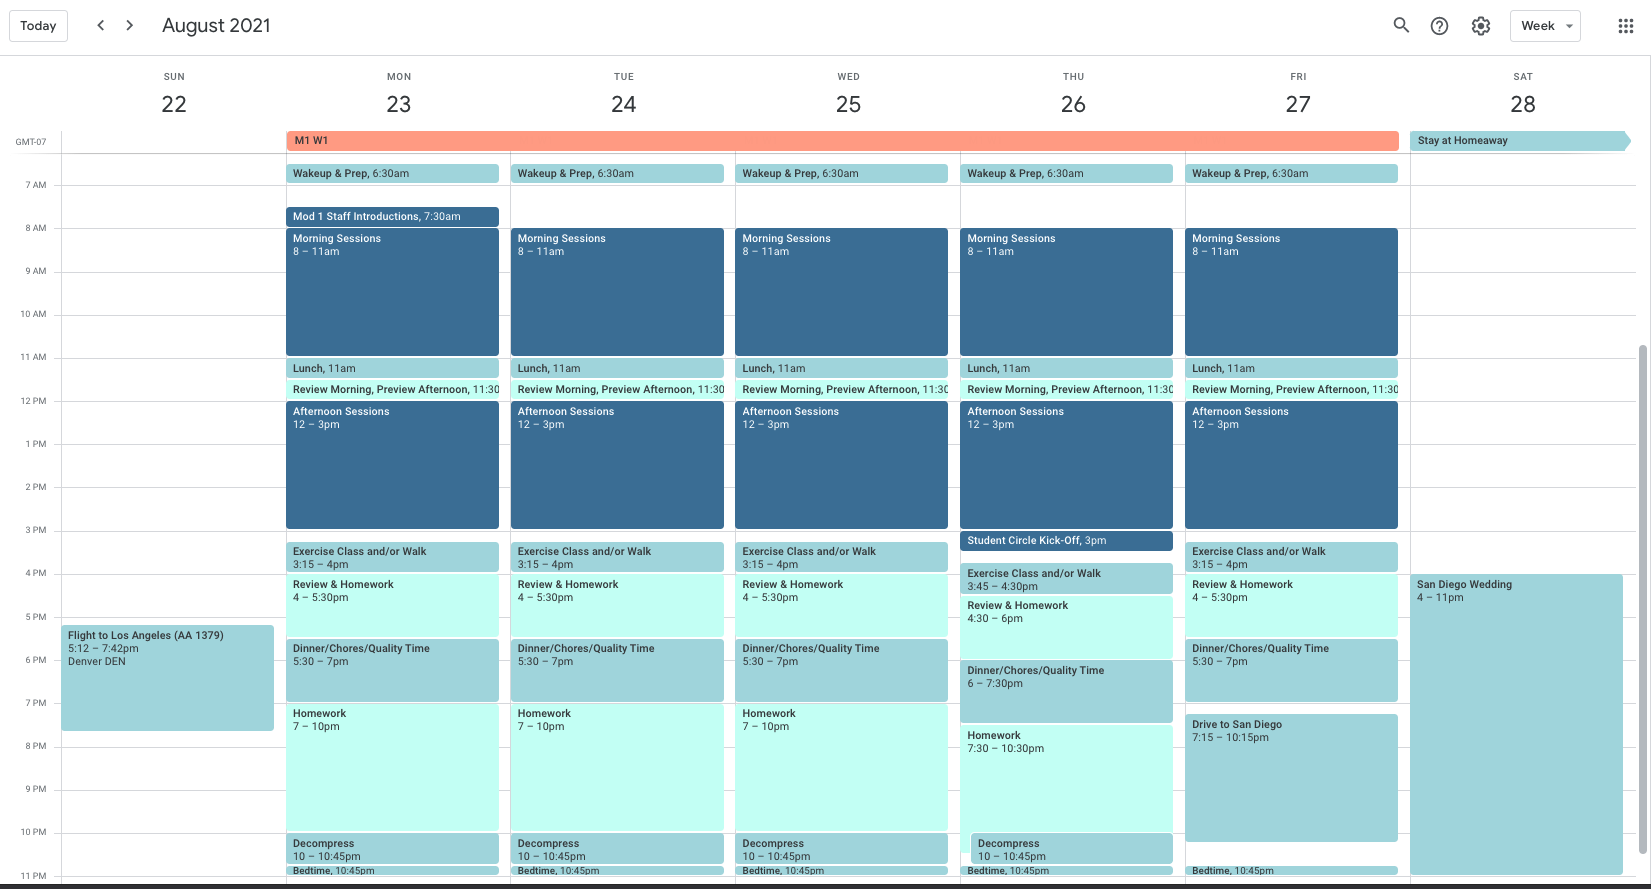 Today
August 2021
Week
SUN
22
MON
23
TUE
24
WED
25
THU
26
FRI
27
SAT
28
GMT-07
M1 W1
Stay at Homeaway
7 AM
8 AM
9 AM
10 AM
11 AM
12 PM
1 PM
2 PM
3 PM
4 PM
5 PM
6 PM
7 PM
8 PM
9 PM
10 PM
11 PM
Flight to Los Angeles (AA 1379)
5:12 – 7:42pm
Denver DEN
Wakeup & Prep, 6:30am
Mod 1 Staff Introductions, 7:30am
Morning Sessions
8 – 11am
Lunch, 11am
Review Morning, Preview Afternoon, 11:30
Afternoon Sessions
12 – 3pm
Exercise Class and/or Walk
3:15 – 4pm
Review & Homework
4 – 5:30pm
Dinner/Chores/Quality Time
5:30 – 7pm
Homework
7 – 10pm
Decompress
10 – 10:45pm
Bedtime, 10:45pm
Wakeup & Prep, 6:30am
Morning Sessions
8 – 11am
Lunch, 11am
Review Morning, Preview Afternoon, 11:30
Afternoon Sessions
12 – 3pm
Exercise Class and/or Walk
3:15 – 4pm
Review & Homework
4 – 5:30pm
Dinner/Chores/Quality Time
5:30 – 7pm
Homework
7 – 10pm
Decompress
10 – 10:45pm
Bedtime, 10:45pm
Wakeup & Prep, 6:30am
Morning Sessions
8 – 11am
Lunch, 11am
Review Morning, Preview Afternoon, 11:30
Afternoon Sessions
12 – 3pm
Exercise Class and/or Walk
3:15 – 4pm
Review & Homework
4 – 5:30pm
Dinner/Chores/Quality Time
5:30 – 7pm
Homework
7 – 10pm
Decompress
10 – 10:45pm
Bedtime, 10:45pm
Wakeup & Prep, 6:30am
Morning Sessions
8 – 11am
Lunch, 11am
Review Morning, Preview Afternoon, 11:30
Afternoon Sessions
12 – 3pm
Student Circle Kick-Off, 3pm
Exercise Class and/or Walk
3:45 – 4:30pm
Review & Homework
4:30 – 6pm
Dinner/Chores/Quality Time
6 – 7:30pm
Homework
7:30 – 10:30pm
Decompress
10 – 10:45pm
Bedtime, 10:45pm
Wakeup & Prep, 6:30am
Morning Sessions
8 – 11am
Lunch, 11am
Review Morning, Preview Afternoon, 11:30
Afternoon Sessions
12 – 3pm
Exercise Class and/or Walk
3:15 – 4pm
Review & Homework
4 – 5:30pm
Dinner/Chores/Quality Time
5:30 – 7pm
Drive to San Diego
7:15 – 10:15pm
Bedtime, 10:45pm
San Diego Wedding
4 – 11pm